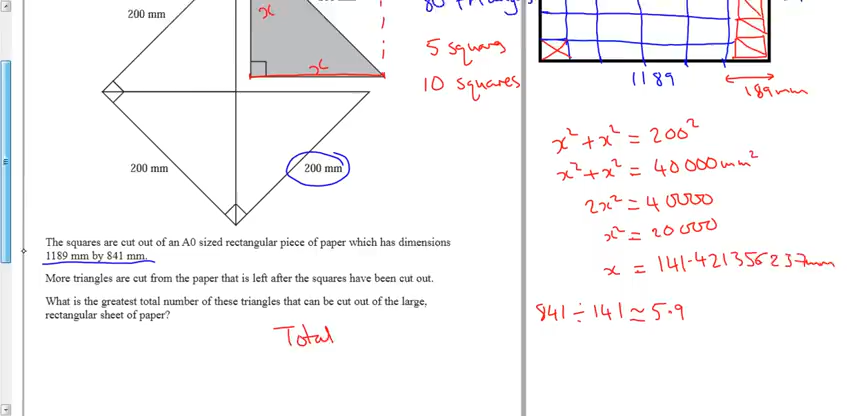 200 mm
x
x
5 squares
10 squares
1189
189mm
200 mm
200 mm
x² + x² = 200²
x² + x² = 40000mm²
2x² = 40000
x² = 20000
x = 141.421356237mm
841 ÷ 141 ≃ 5.9
The squares are cut out of an A0 sized rectangular piece of paper which has dimensions
1189 mm by 841 mm.
More triangles are cut from the paper that is left after the squares have been cut out.
What is the greatest total number of these triangles that can be cut out of the large,
rectangular sheet of paper?
Total